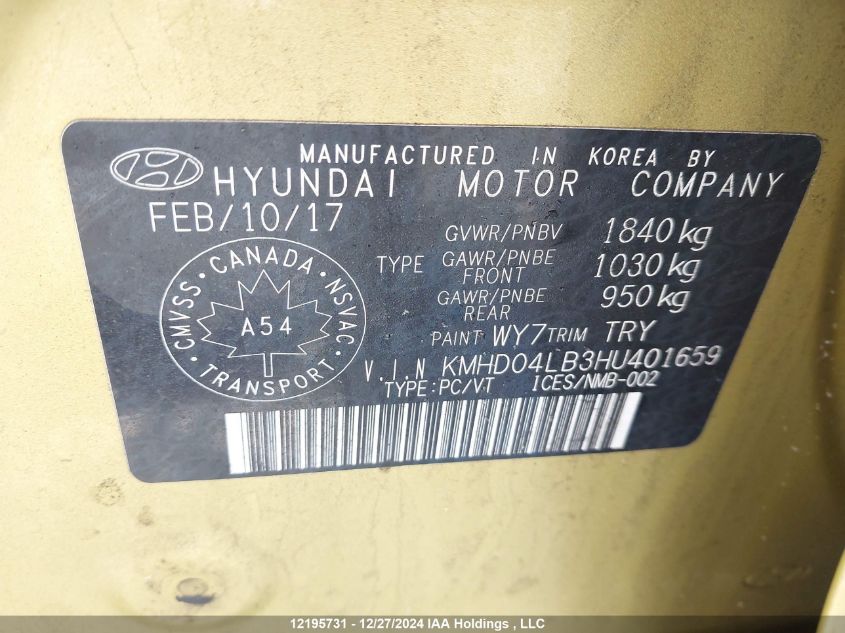 MANUFACTURED IN KOREA BY
HYUNDAI MOTOR COMPANY
FEB/10/17
GVWR/PNBV 1840 kg
TYPE GAWR/PNBE FRONT 1030 kg
GAWR/PNBE REAR 950 kg
PAINT WY7 TRIM TRY
V.I.N KMHD04LB3HU401659
TYPE:PC/VT ICES/NMB-002
CMVSS · CANADA · NSVAC · TRANSPORT ·
A54
12195731 - 12/27/2024 IAA Holdings , LLC